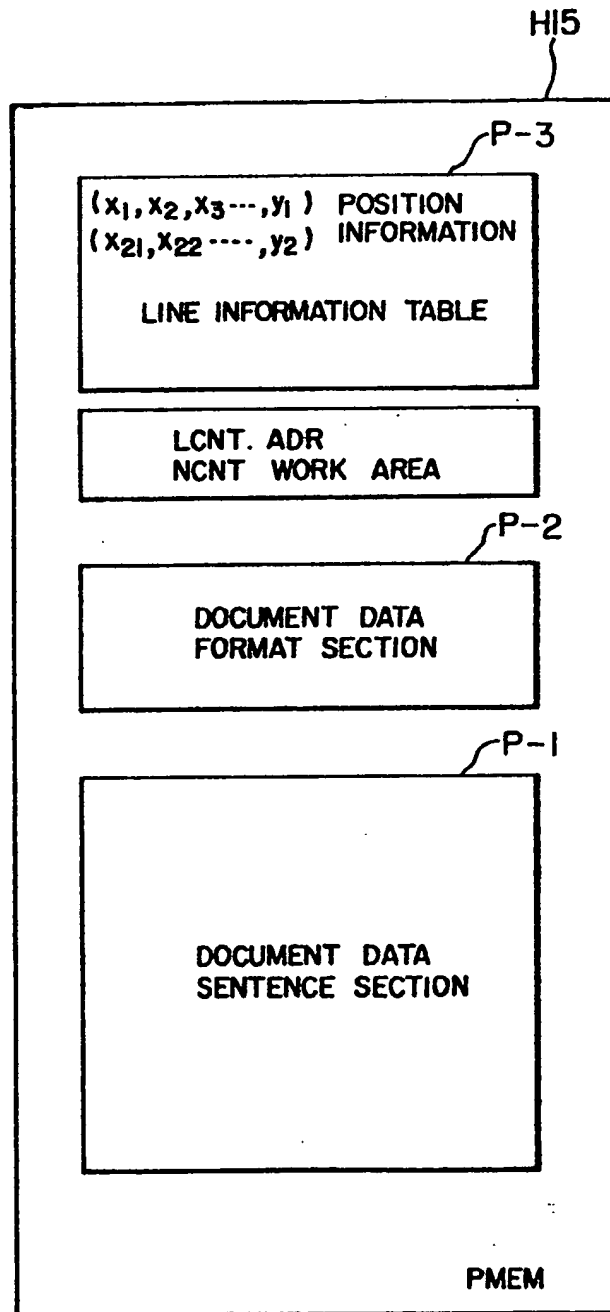 H15
P-3
(x₁, x₂, x₃---, y₁) POSITION
(x₂₁, x₂₂----, y₂) INFORMATION
LINE INFORMATION TABLE
LCNT. ADR
NCNT WORK AREA
P-2
DOCUMENT DATA
FORMAT SECTION
P-1
DOCUMENT DATA
SENTENCE SECTION
PMEM